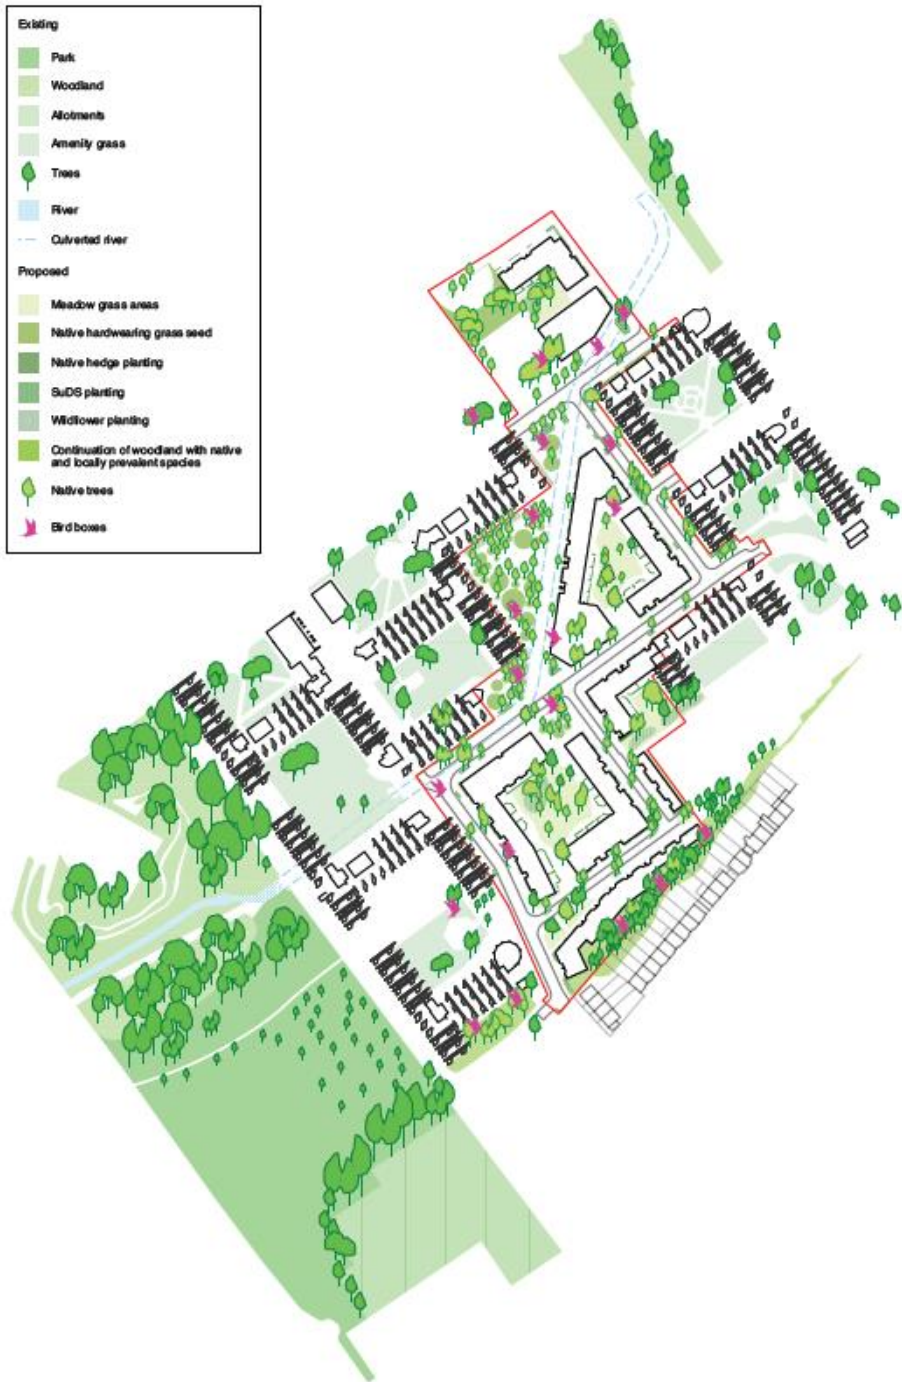 Existing
Park
Woodland
Allotments
Amenity grass
Trees
River
Culverted river
Proposed
Meadow grass areas
Native hardwearing grass seed
Native hedge planting
SuDS planting
Wildflower planting
Continuation of woodland with native
and locally prevalent species
Native trees
Bird boxes